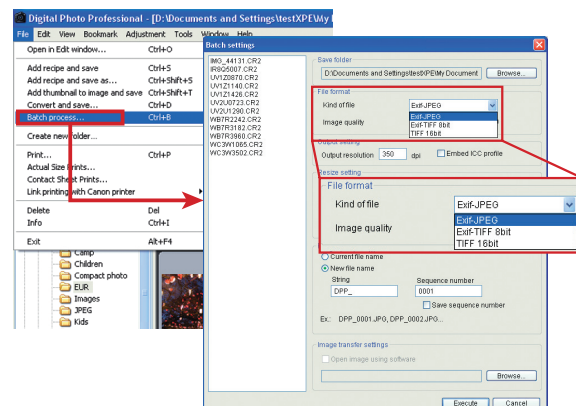 Digital Photo Professional - [D:\Documents and Settings\testXPE\My
File Edit View Bookmark Adjustment Tools Window Help
Open in Edit window... Ctrl+O
Add recipe and save Ctrl+S
Add recipe and save as... Ctrl+Shift+S
Add thumbnail to image and save Ctrl+Shift+T
Convert and save... Ctrl+D
Batch process... Ctrl+B
Create new folder...
Print... Ctrl+P
Actual Size Prints...
Contact Sheet Prints...
Link printing with Canon printer
Delete Del
Info Ctrl+I
Exit Alt+F4
Camp
Children
Compact photo
EUR
Images
JPEG
Kids
Batch settings
IMG_44131.CR2
IR8G5007.CR2
UV1Z0870.CR2
UV1Z1140.CR2
UV1Z1426.CR2
UV2U0723.CR2
UV2U1290.CR2
WB7R2242.CR2
WB7R3182.CR2
WB7R3960.CR2
WC3W1065.CR2
WC3W3502.CR2
Save folder
D:\Documents and Settings\testXPE\My Document Browse...
File format
Kind of file Exif-JPEG
Exif-JPEG
Image quality Exif-TIFF 8bit
TIFF 16bit
Output setting
Output resolution 350 dpi Embed ICC profile
Resize setting
File format
Kind of file Exif-JPEG
Exif-JPEG
Image quality Exif-TIFF 8bit
TIFF 16bit
Current file name
New file name
String Sequence number
DPP_ 0001
Save sequence number
Ex.: DPP_0001.JPG, DPP_0002.JPG...
Image transfer settings
Open image using software
Browse...
Execute Cancel